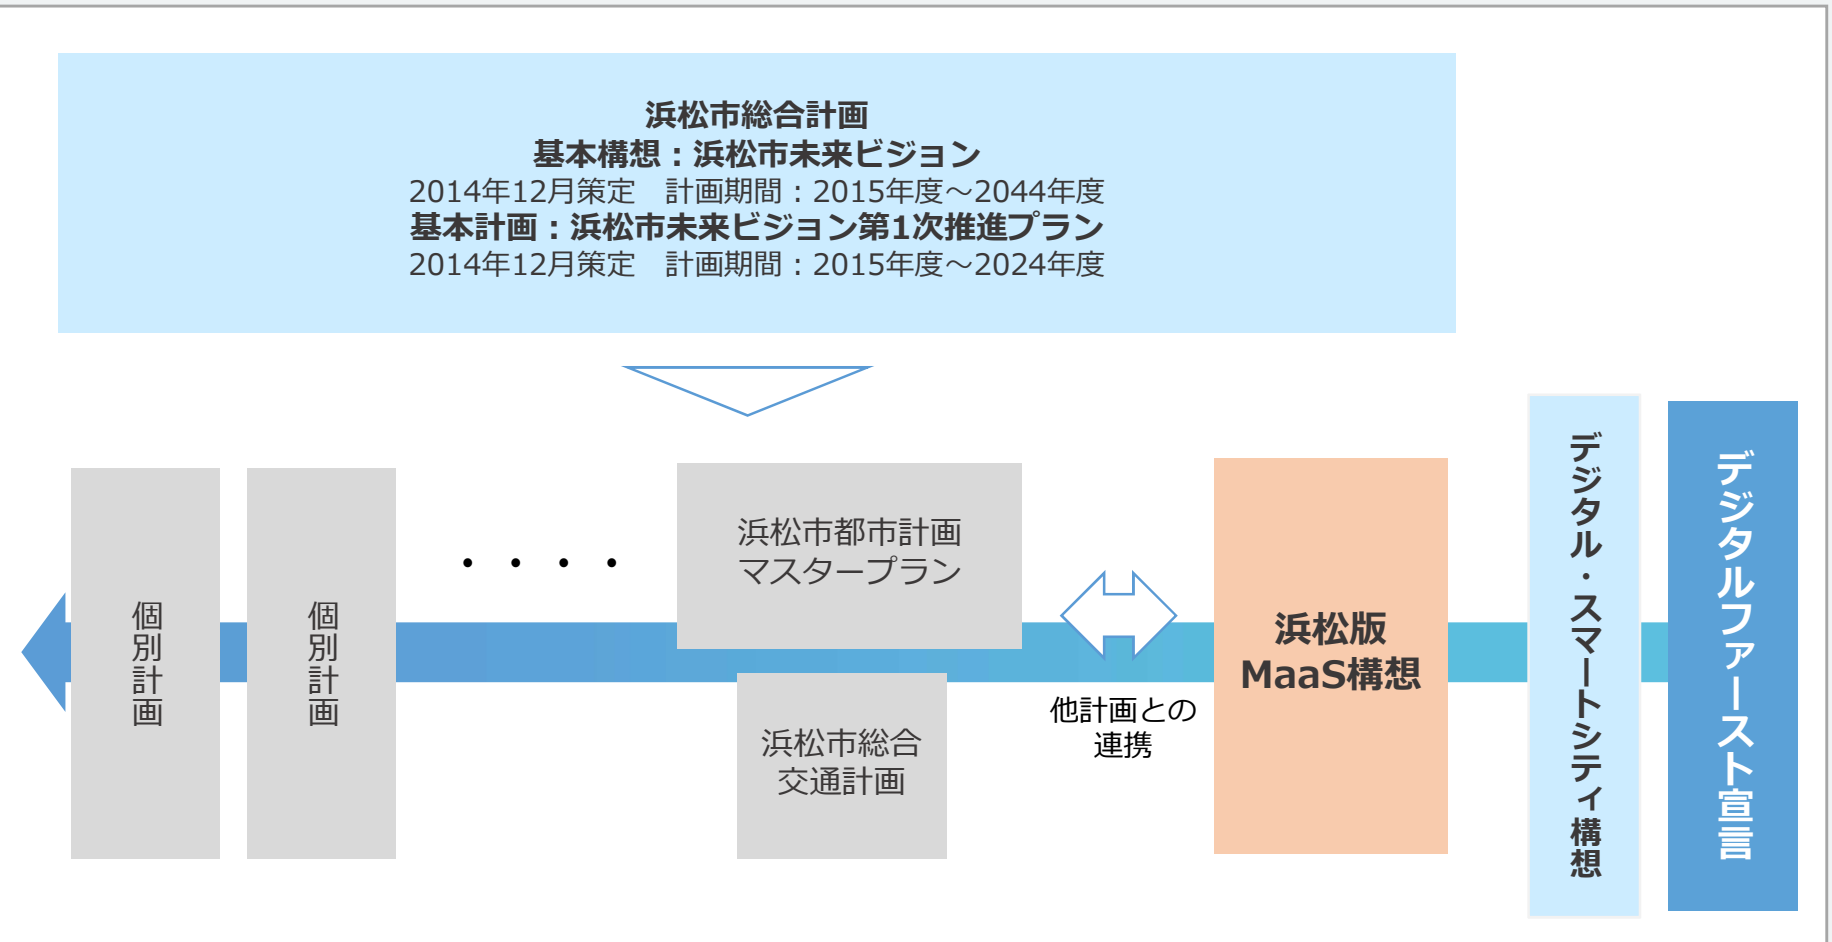 浜松市総合計画
基本構想：浜松市未来ビジョン
2014年12月策定　計画期間：2015年度～2044年度
基本計画：浜松市未来ビジョン第1次推進プラン
2014年12月策定　計画期間：2015年度～2024年度
個別計画
個別計画
・・・・
浜松市都市計画
マスタープラン
浜松市総合
交通計画
他計画との
連携
浜松版
MaaS構想
デジタル・スマートシティ構想
デジタルファースト宣言